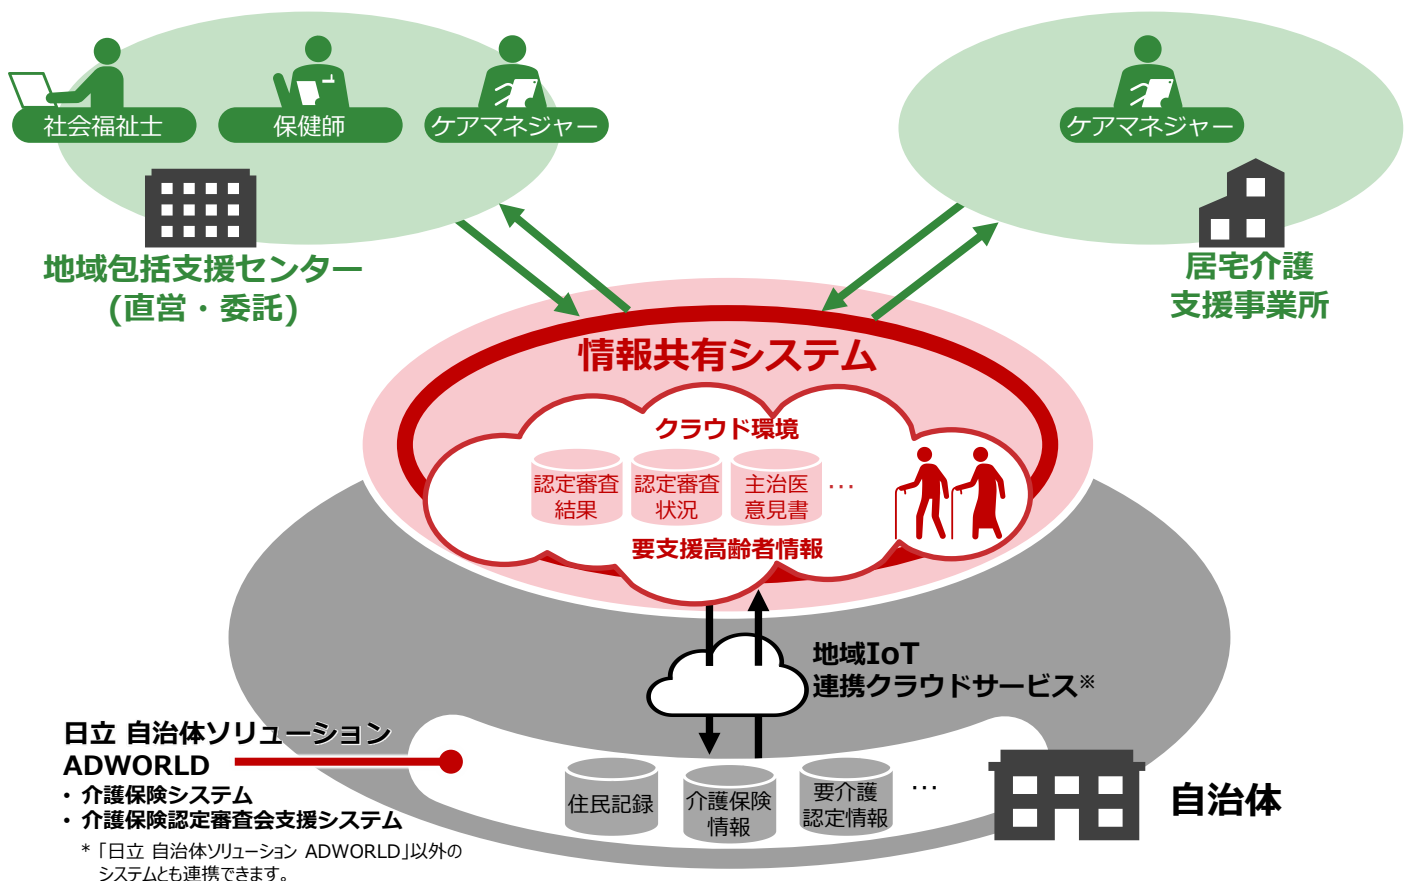 社会福祉士
保健師
ケアマネジャー
ケアマネジャー
地域包括支援センター
(直営・委託)
居宅介護
支援事業所
情報共有システム
クラウド環境
認定審査
結果
認定審査
状況
主治医
意見書
…
要支援高齢者情報
地域IoT
連携クラウドサービス※
日立 自治体ソリューション
ADWORLD
・ 介護保険システム
・ 介護保険認定審査会支援システム
* 「日立 自治体ソリューション ADWORLD」以外の
システムとも連携できます。
住民記録
介護保険
情報
要介護
認定情報
…
自治体